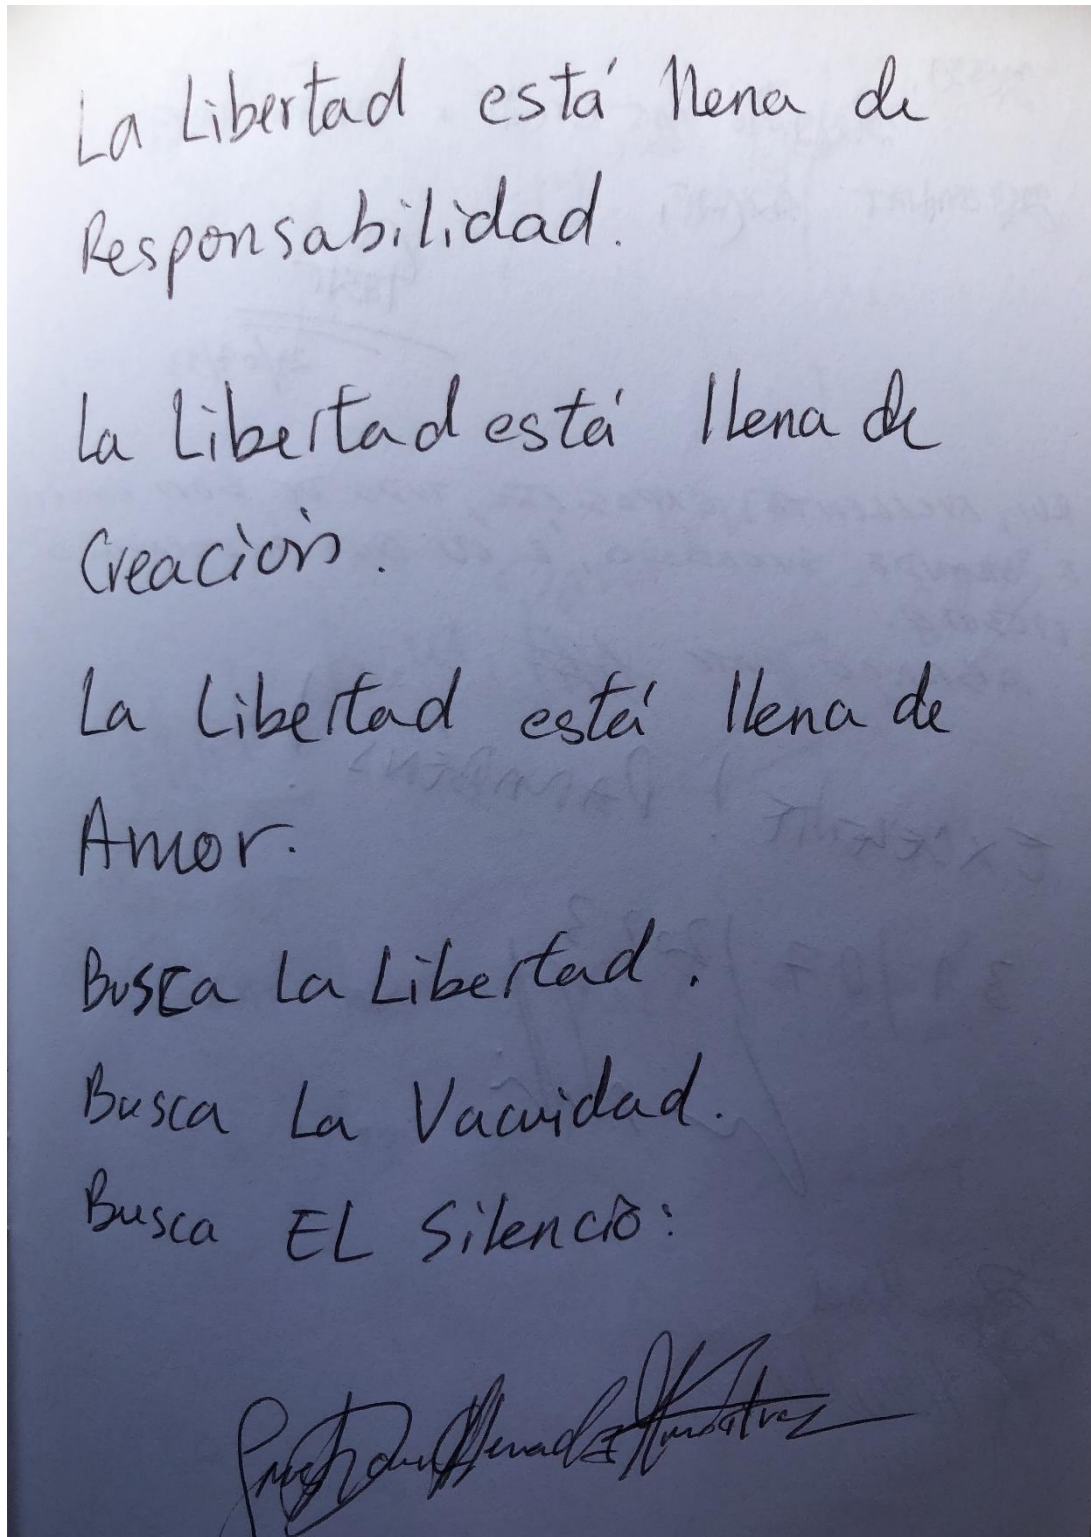 La Libertad está llena de
Responsabilidad.
La Libertad está llena de
Creación.
La Libertad está llena de
Amor.
Busca La Libertad.
Busca La Vacuidad.
Busca EL Silencio: